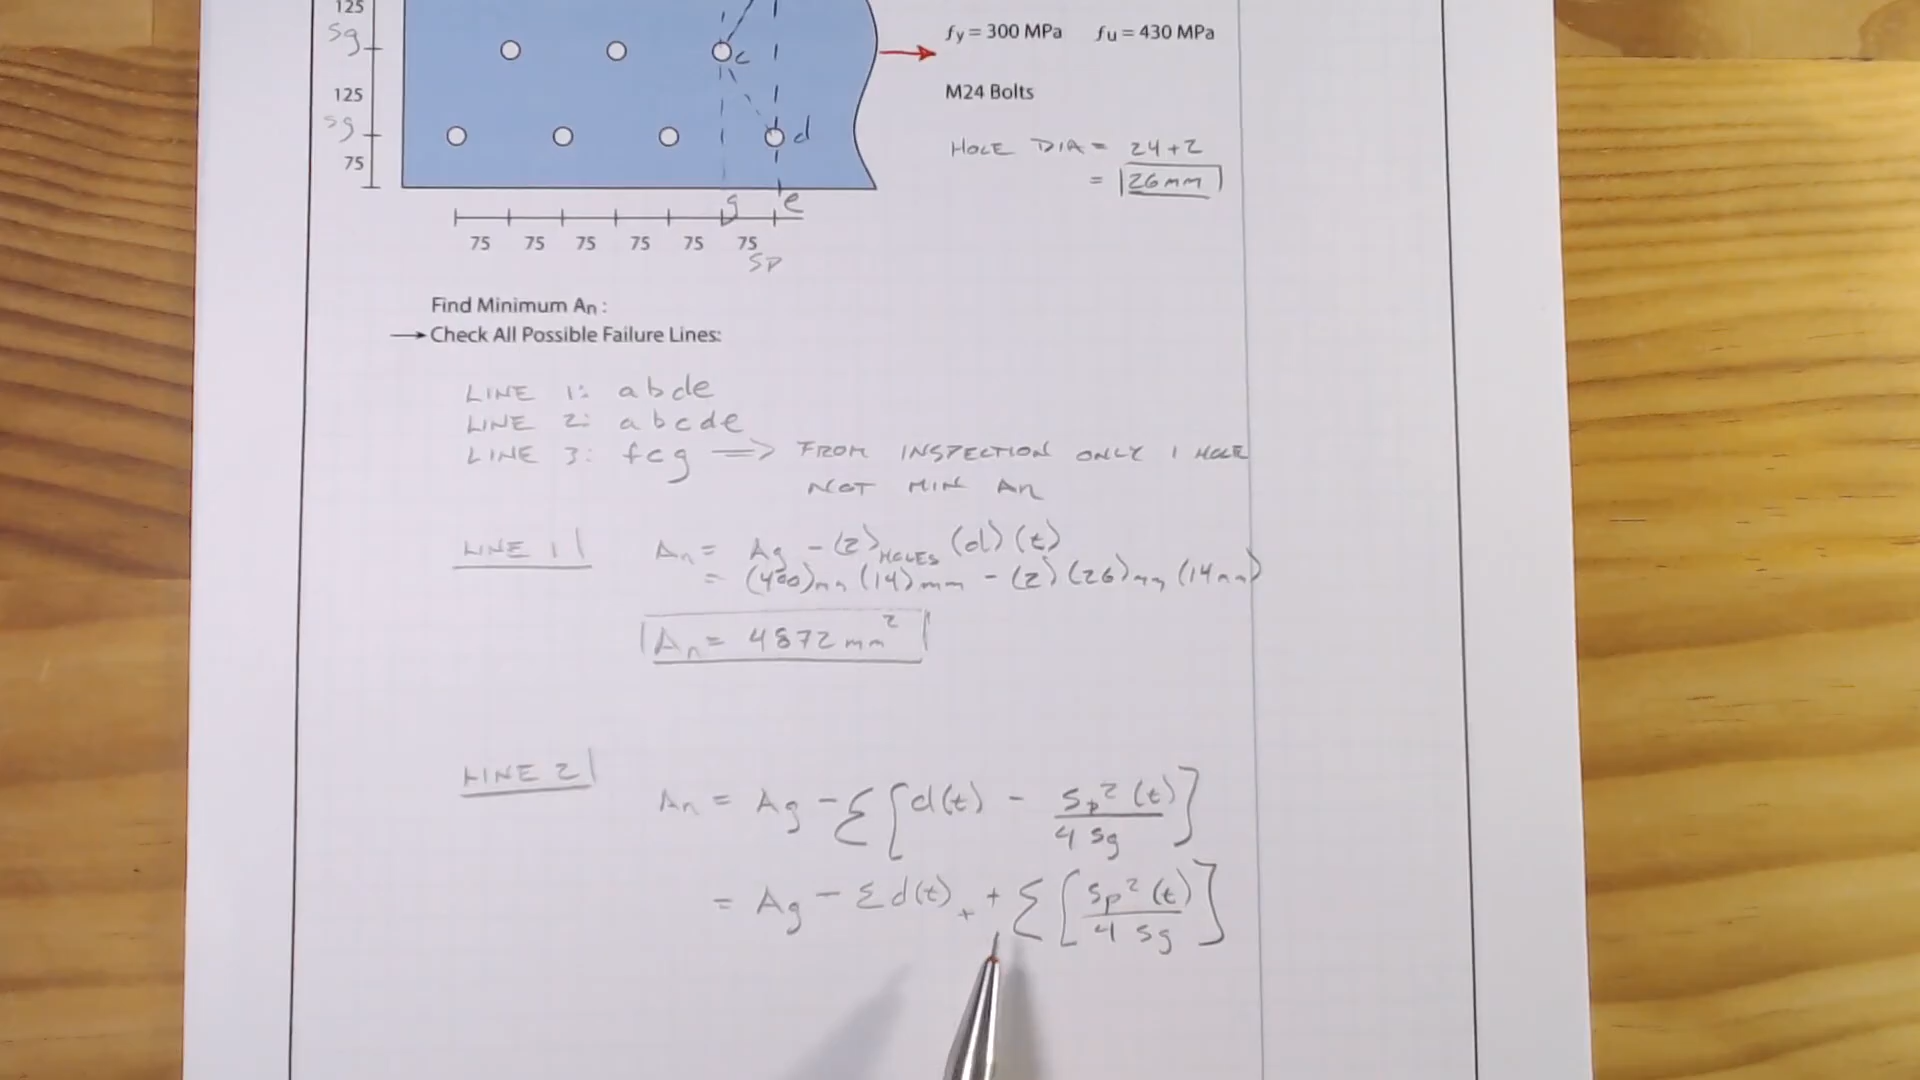 125
Sg
c
125
Sg
d
75
g e
75 75 75 75 75 75
Sp
fy = 300 MPa fu = 430 MPa
M24 Bolts
HOLE DIA = 24+2
= 26mm
Find Minimum An :
→ Check All Possible Failure Lines:
LINE 1: abde
LINE 2: abcde
LINE 3: fcg => FROM INSPECTION ONLY 1 HOLE
NOT MIN An
LINE 1 An = Ag - (2)HOLES (d)(t)
= (400)mm (14)mm - (2)(26)mm (14mm)
An = 4872 mm²
LINE 2 An = Ag - Σ[d(t) - Sp²(t)/4 Sg]
= Ag - Σd(t) + + Σ[Sp²(t)/4 Sg]